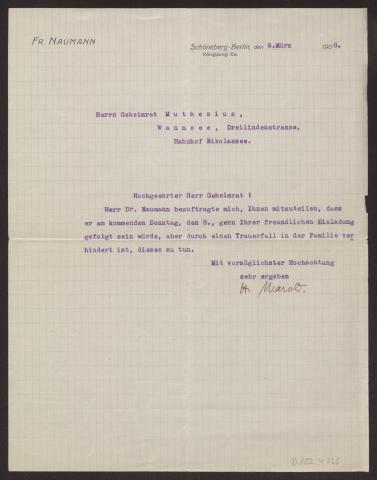 Fr. Naumann
Schöneberg-Berlin, den 6. März 1908.
Königsweg 6a.
Herrn Geheimrat Muthesius,
Wannsee, Dreilindenstrasse,
Bahnhof Nikolassee.
Hochgeehrter Herr Geheimrat !
Herr Dr. Naumann beauftragte mich, Ihnen mitzuteilen, dass
er am kommenden Sonntag, den 8., gern Ihrer freundlichen Einladung
gefolgt sein würde, aber durch einen Trauerfall in der Familie ver
hindert ist, dieses zu tun.
Mit vorzüglichster Hochachtung
sehr ergeben
H. Marold.